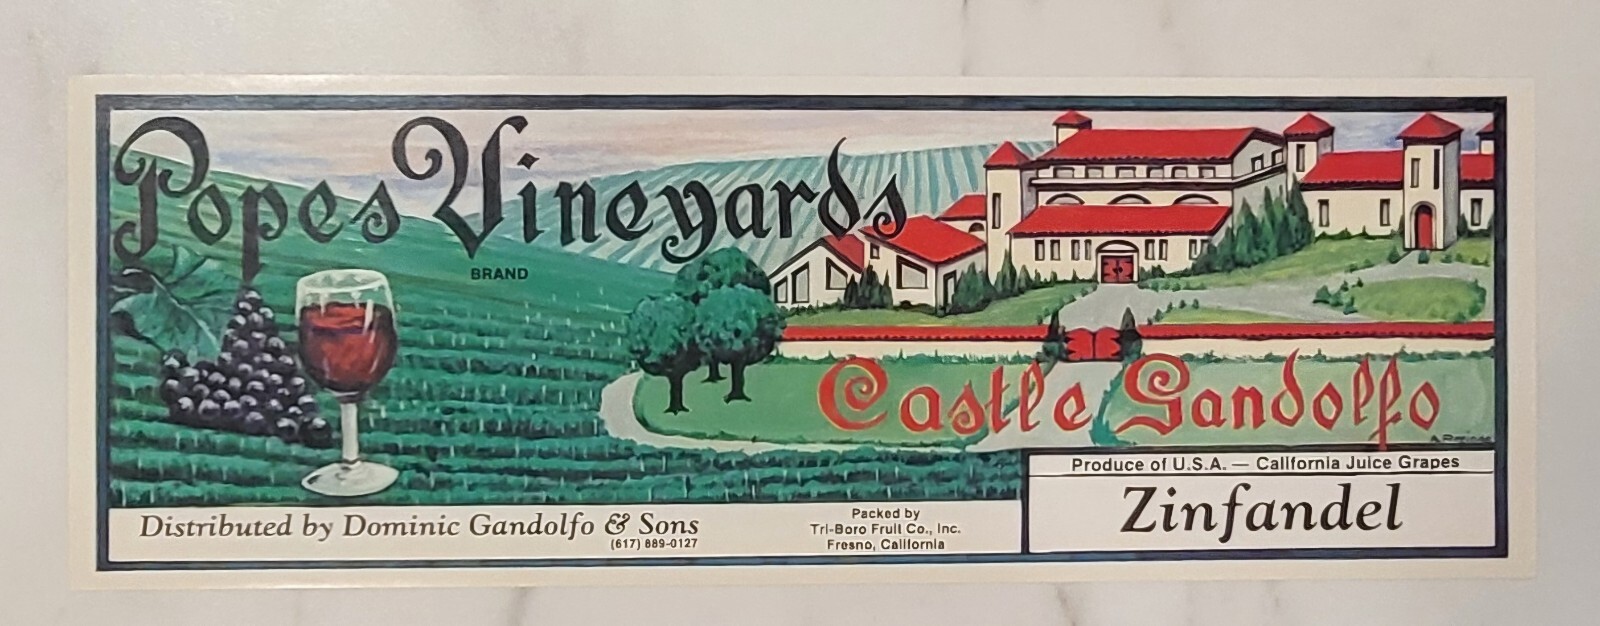 Popes Vineyards
BRAND
Castle Gandolfo
Produce of U.S.A. — California Juice Grapes
Zinfandel
Distributed by Dominic Gandolfo & Sons
(617) 889-0127
Packed by
Tri-Boro Fruit Co., Inc.
Fresno, California